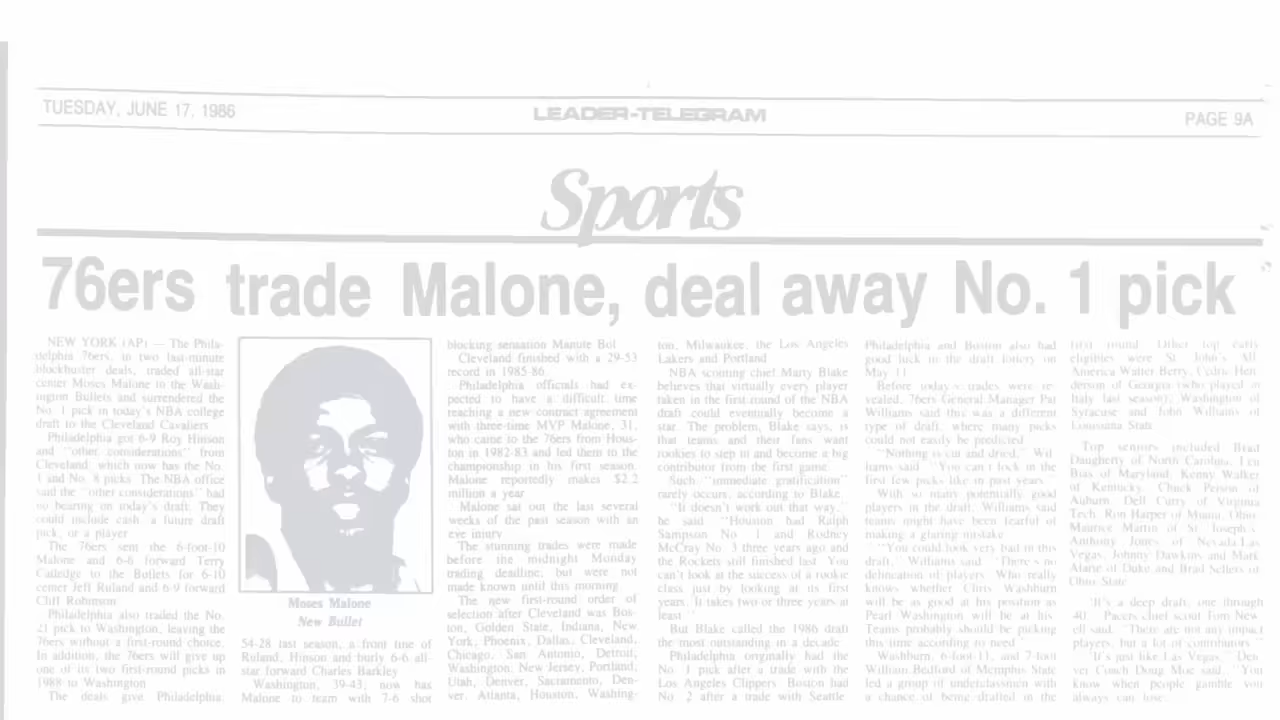 TUESDAY, JUNE 17, 1986
LEADER-TELEGRAM
PAGE 9A
Sports
76ers trade Malone, deal away No. 1 pick
NEW YORK (AP) — The Phila-
delphia 76ers, in two last-minute
blockbuster deals, traded all-star
center Moses Malone to the Wash-
ington Bullets and surrendered the
No. 1 pick in today's NBA college
draft to the Cleveland Cavaliers.
Philadelphia got 6-9 Roy Hinson
and "other considerations" from
Cleveland, which now has the No.
1 and No. 8 picks. The NBA office
said the "other considerations" had
no bearing on today's draft. They
could include cash, a future draft
pick, or a player.
The 76ers sent the 6-foot-10
Malone and 6-6 forward Terry
Catledge to the Bullets for 6-10
center Jeff Ruland and 6-9 forward
Cliff Robinson.
Philadelphia also traded the No.
21 pick to Washington, leaving the
76ers without a first-round choice.
In addition, the 76ers will give up
one of its two first-round picks in
1988 to Washington.
The deals give Philadelphia,
Moses Malone
New Bullet
54-28 last season, a front line of
Ruland, Hinson and burly 6-6 all-
star forward Charles Barkley.
Washington, 39-43, now has
Malone to team with 7-6 shot
blocking sensation Manute Bol.
Cleveland finished with a 29-53
record in 1985-86.
Philadelphia officials had ex-
pected to have a difficult time
reaching a new contract agreement
with three-time MVP Malone, 31,
who came to the 76ers from Hous-
ton in 1982-83 and led them to the
championship in his first season.
Malone reportedly makes $2.2
million a year.
Malone sat out the last several
weeks of the past season with an
eye injury.
The stunning trades were made
before the midnight Monday
trading deadline, but were not
made known until this morning.
The new first-round order of
selection after Cleveland was Bos-
ton, Golden State, Indiana, New
York, Phoenix, Dallas, Cleveland,
Chicago, San Antonio, Detroit,
Washington, New Jersey, Portland,
Utah, Denver, Sacramento, Den-
ver, Atlanta, Houston, Washing-
ton, Milwaukee, the Los Angeles
Lakers and Portland.
NBA scouting chief Marty Blake
believes that virtually every player
taken in the first-round of the NBA
draft could eventually become a
star. The problem, Blake says, is
that teams and their fans want
rookies to step in and become a big
contributor from the first game.
Such "immediate gratification"
rarely occurs, according to Blake.
"It doesn't work out that way,"
he said. "Houston had Ralph
Sampson No. 1 and Rodney
McCray No. 3 three years ago and
the Rockets still finished last. You
can't look at the success of a rookie
class just by looking at its first
years. It takes two or three years at
least."
But Blake called the 1986 draft
the most outstanding in a decade.
Philadelphia originally had the
No. 1 pick after a trade with the
Los Angeles Clippers. Boston had
No. 2 after a trade with Seattle.
Philadelphia and Boston also had
good luck in the draft lottery on
May 11.
Before today's trades were re-
vealed, 76ers General Manager Pat
Williams said this was a different
type of draft, where many picks
could not easily be predicted.
"Nothing is cut and dried," Wil-
liams said. "You can't lock in the
first few picks like in past years."
With so many potentially good
players in the draft, Williams said
teams might have been fearful of
making a glaring mistake.
"You could look very bad in this
draft," Williams said. "There's no
delineation of players. Who really
knows whether Chris Washburn
will be as good at his position as
Pearl Washington will be at his.
Teams probably should be picking
this time according to need."
Washburn, 6-foot-11, and 7-foot
William Bedford of Memphis State
led a group of underclassmen with
a chance of being drafted in the
first round. Other top early
eligibles were St. John's All-
America Walter Berry, Cedric Hen-
derson of Georgia (who played in
Italy last season), Washington of
Syracuse and John Williams of
Louisiana State.
Top seniors included Brad
Daugherty of North Carolina, Len
Bias of Maryland, Kenny Walker
of Kentucky, Chuck Person of
Auburn, Dell Curry of Virginia
Tech, Ron Harper of Miami, Ohio,
Maurice Martin of St. Joseph's,
Anthony Jones of Nevada-Las
Vegas, Johnny Dawkins and Mark
Alarie of Duke and Brad Sellers of
Ohio State.
"It's a deep draft, one through
40," Pacers chief scout Tom New-
ell said. "There are not any impact
players, but a lot of contributors."
"It's just like Las Vegas," Den-
ver Coach Doug Moe said. "You
know when people gamble you
always can lose.